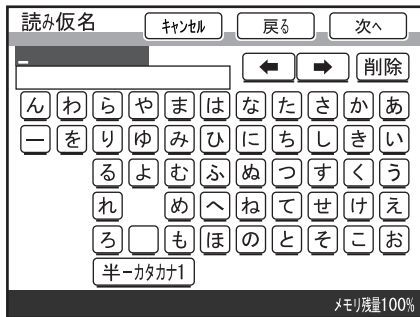 読み仮名 ｷｬﾝｾﾙ 戻る 次へ
← → 削除
ん わ ら や ま は な た さ か あ
ー を り ゆ み ひ に ち し き い
る よ む ふ ぬ つ す く う
れ め へ ね て せ け え
ろ も ほ の と そ こ お
半-ｶﾀｶﾅ1
ﾒﾓﾘ残量100%